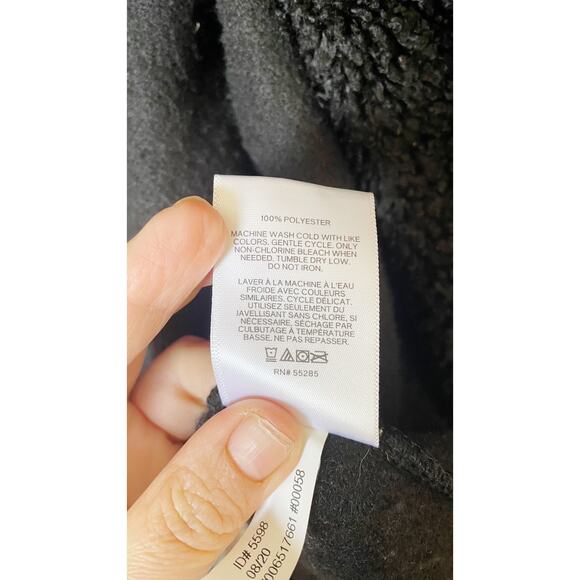 100% POLYESTER
MACHINE WASH COLD WITH LIKE
COLORS. GENTLE CYCLE. ONLY
NON-CHLORINE BLEACH WHEN
NEEDED. TUMBLE DRY LOW.
DO NOT IRON.
LAVER À LA MACHINE À L'EAU
FROIDE AVEC COULEURS
SIMILAIRES. CYCLE DÉLICAT.
UTILISEZ SEULEMENT DU
JAVELLISANT SANS CHLORE, SI
NÉCESSAIRE. SÉCHAGE PAR
CULBUTAGE À TEMPÉRATURE
BASSE. NE PAS REPASSER.
RN# 55285
ID# 5598
08/20
006517661 #00058